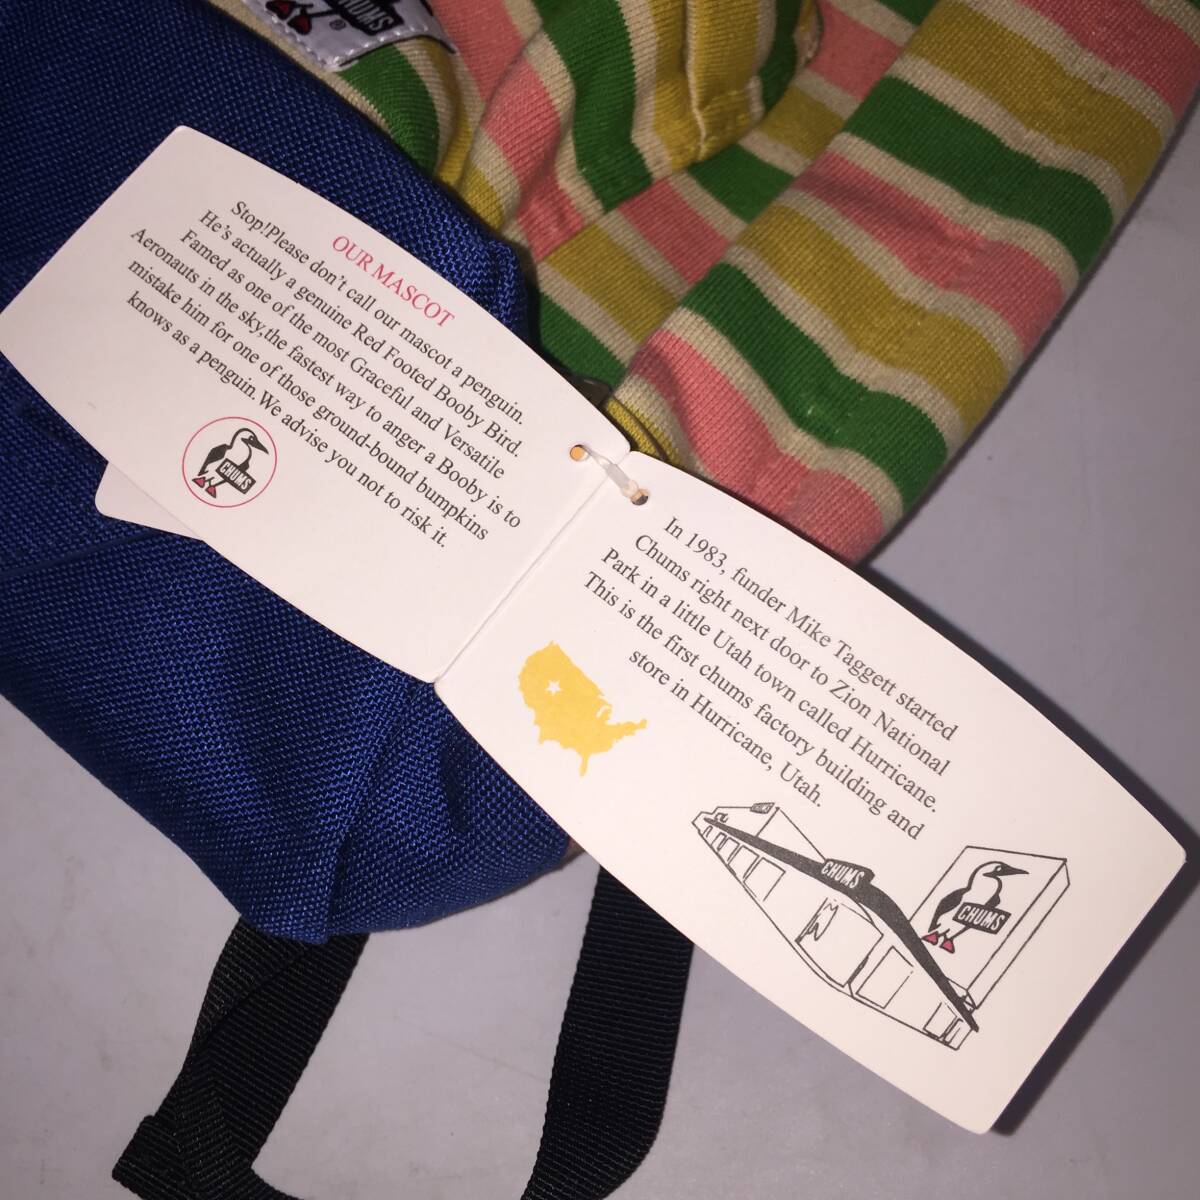 CHUMS
®
OUR MASCOT
Stop!Please don't call our mascot a penguin.
He's actually a genuine Red Footed Booby Bird.
Famed as one of the most Graceful and Versatile
Aeronauts in the sky,the fastest way to anger a Booby is to
mistake him for one of those ground-bound bumpkins
knows as a penguin. We advise you not to risk it.
CHUMS
In 1983, funder Mike Taggett started
Chums right next door to Zion National
Park in a little Utah town called Hurricane.
This is the first chums factory building and
store in Hurricane, Utah.
CHUMS
CHUMS